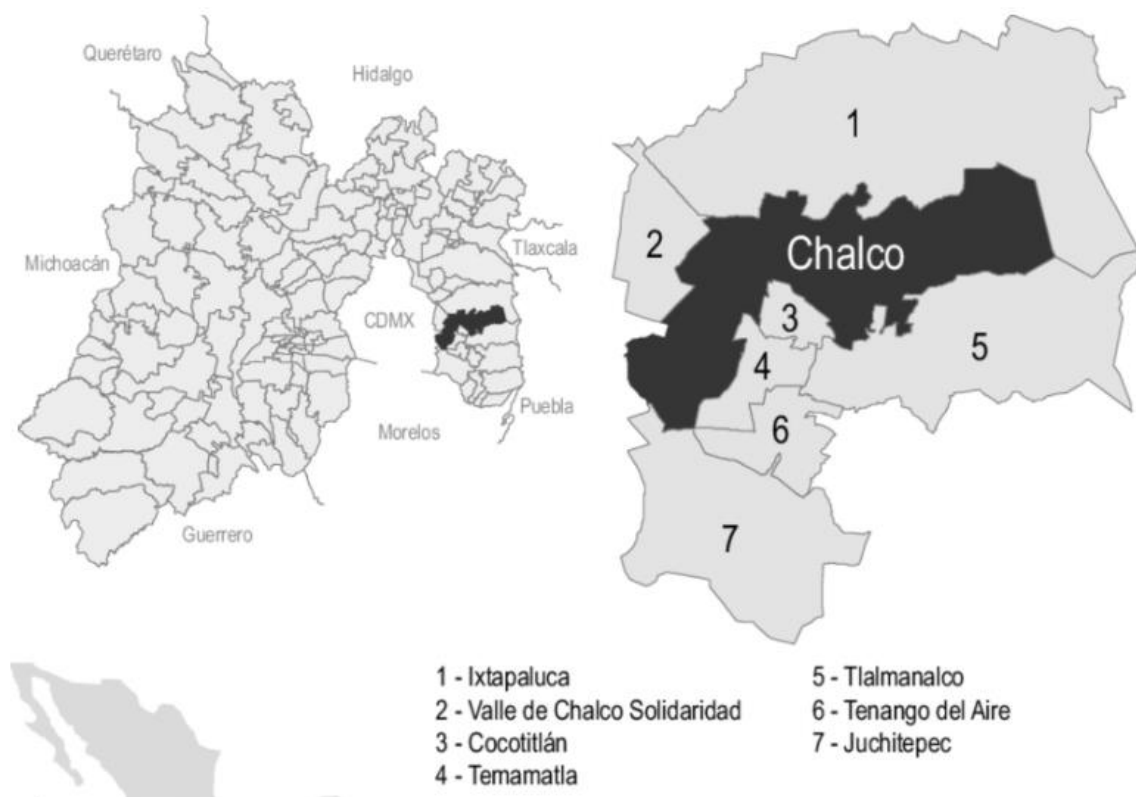 Querétaro
Hidalgo
Michoacán
Tlaxcala
CDMX
Puebla
Morelos
Guerrero
1
2
Chalco
3
4
5
6
7
1 - Ixtapaluca
2 - Valle de Chalco Solidaridad
3 - Cocotitlán
4 - Temamatla
5 - Tlalmanalco
6 - Tenango del Aire
7 - Juchitepec